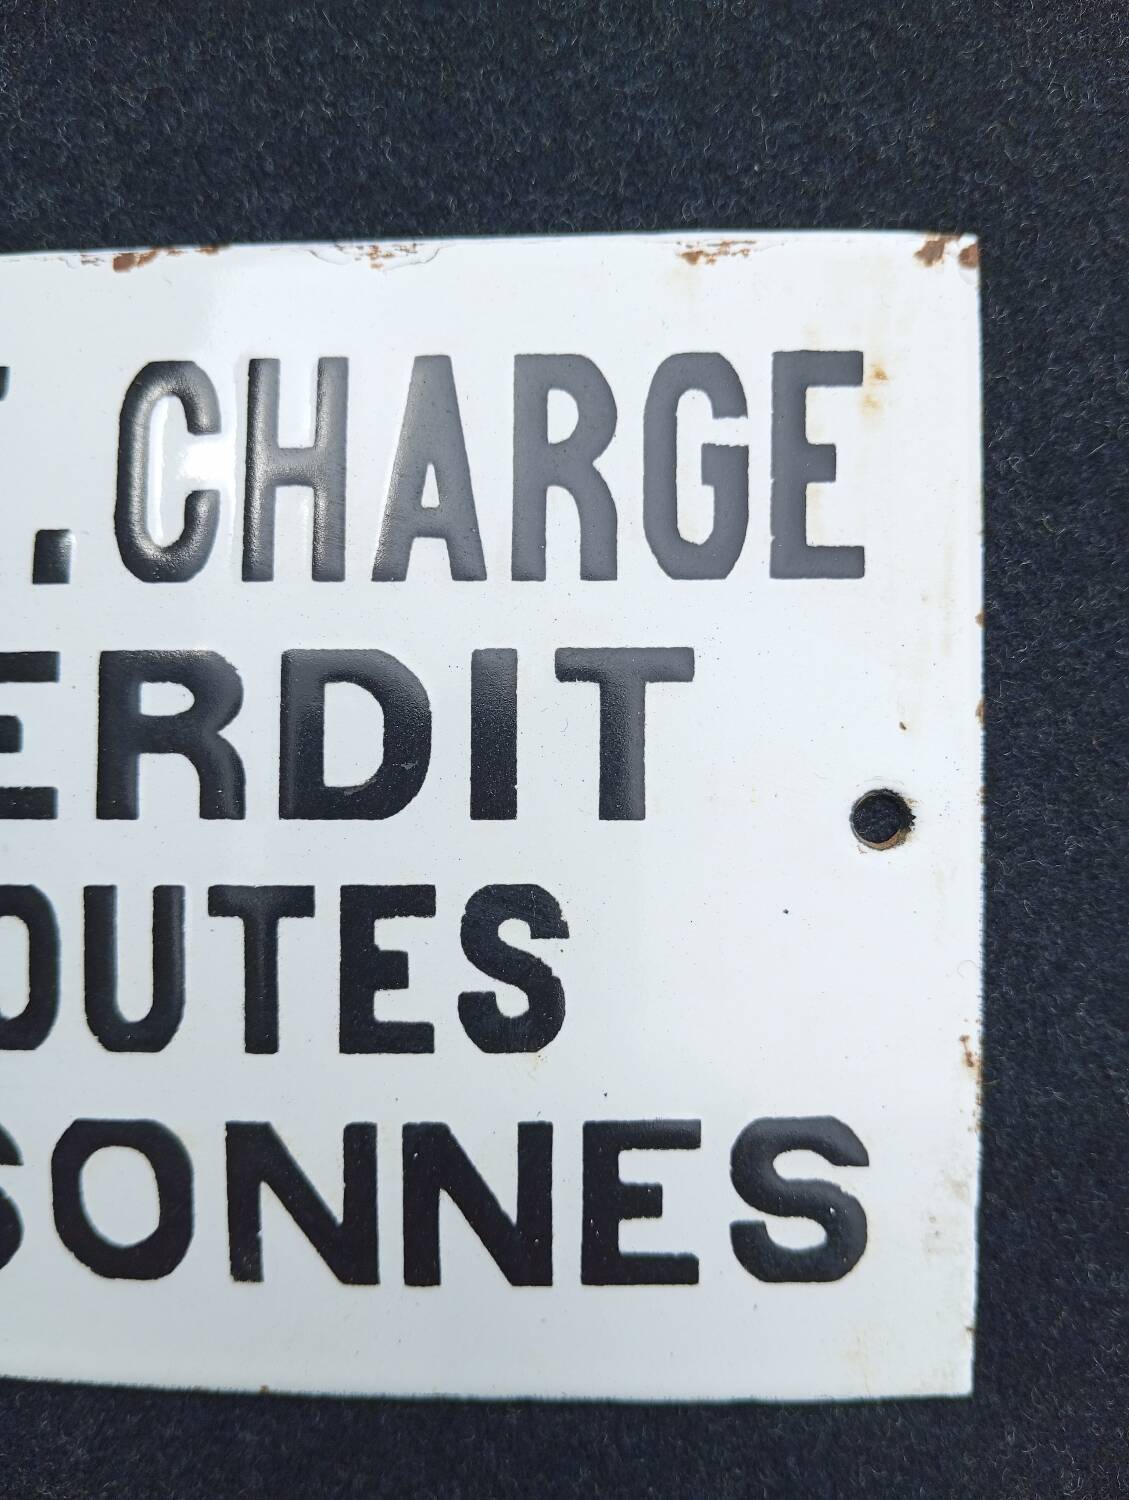 . CHARGE
ERDIT
OUTES
SONNES